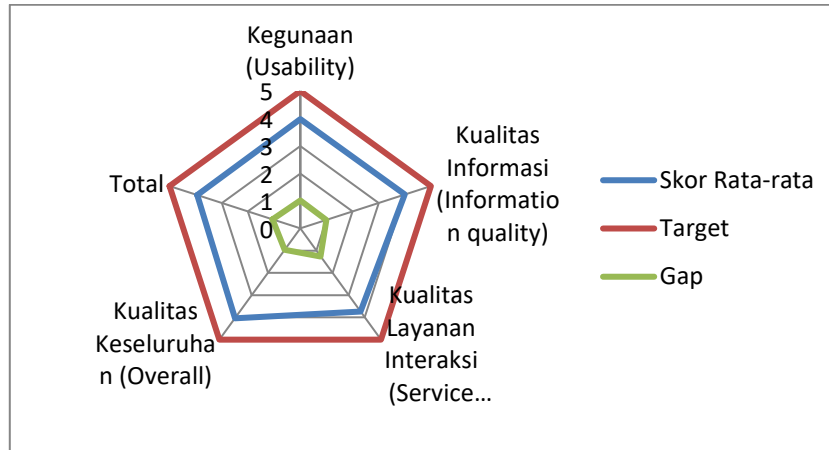 Kegunaan
(Usability)
5
4
3
2
1
0
Kualitas
Informasi
(Informatio
n quality)
Kualitas
Layanan
Interaksi
(Service...
Kualitas
Keseluruha
n (Overall)
Total
Skor Rata-rata
Target
Gap